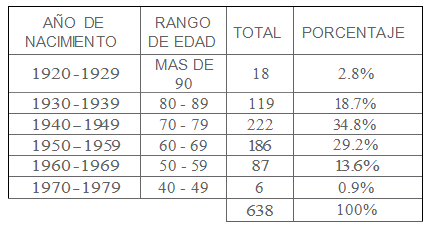 AÑO DE NACIMIENTO RANGO DE EDAD TOTAL PORCENTAJE
1920-1929 MAS DE 90 18 2.8%
1930-1939 80 - 89 119 18.7%
1940-1949 70 - 79 222 34.8%
1950-1959 60 - 69 186 29.2%
1960-1969 50 - 59 87 13.6%
1970-1979 40 - 49 6 0.9%
638 100%